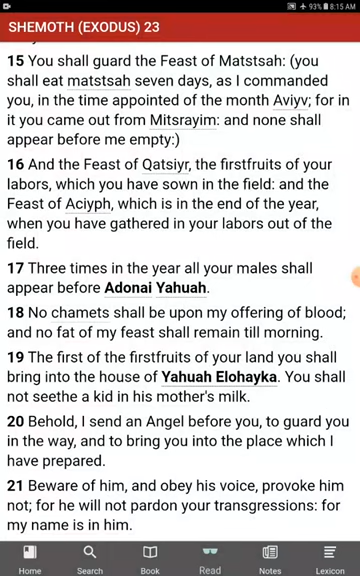 93% 8:15 AM
SHEMOTH (EXODUS) 23
15 You shall guard the Feast of Matstsah: (you
shall eat matstsah seven days, as I commanded
you, in the time appointed of the month Aviyv; for in
it you came out from Mitsrayim: and none shall
appear before me empty:)
16 And the Feast of Qatsiyr, the firstfruits of your
labors, which you have sown in the field: and the
Feast of Aciyph, which is in the end of the year,
when you have gathered in your labors out of the
field.
17 Three times in the year all your males shall
appear before Adonai Yahuah.
18 No chamets shall be upon my offering of blood;
and no fat of my feast shall remain till morning.
19 The first of the firstfruits of your land you shall
bring into the house of Yahuah Elohayka. You shall
not seethe a kid in his mother's milk.
20 Behold, I send an Angel before you, to guard you
in the way, and to bring you into the place which I
have prepared.
21 Beware of him, and obey his voice, provoke him
not; for he will not pardon your transgressions: for
my name is in him.
Home Search Book Read Notes Lexicon